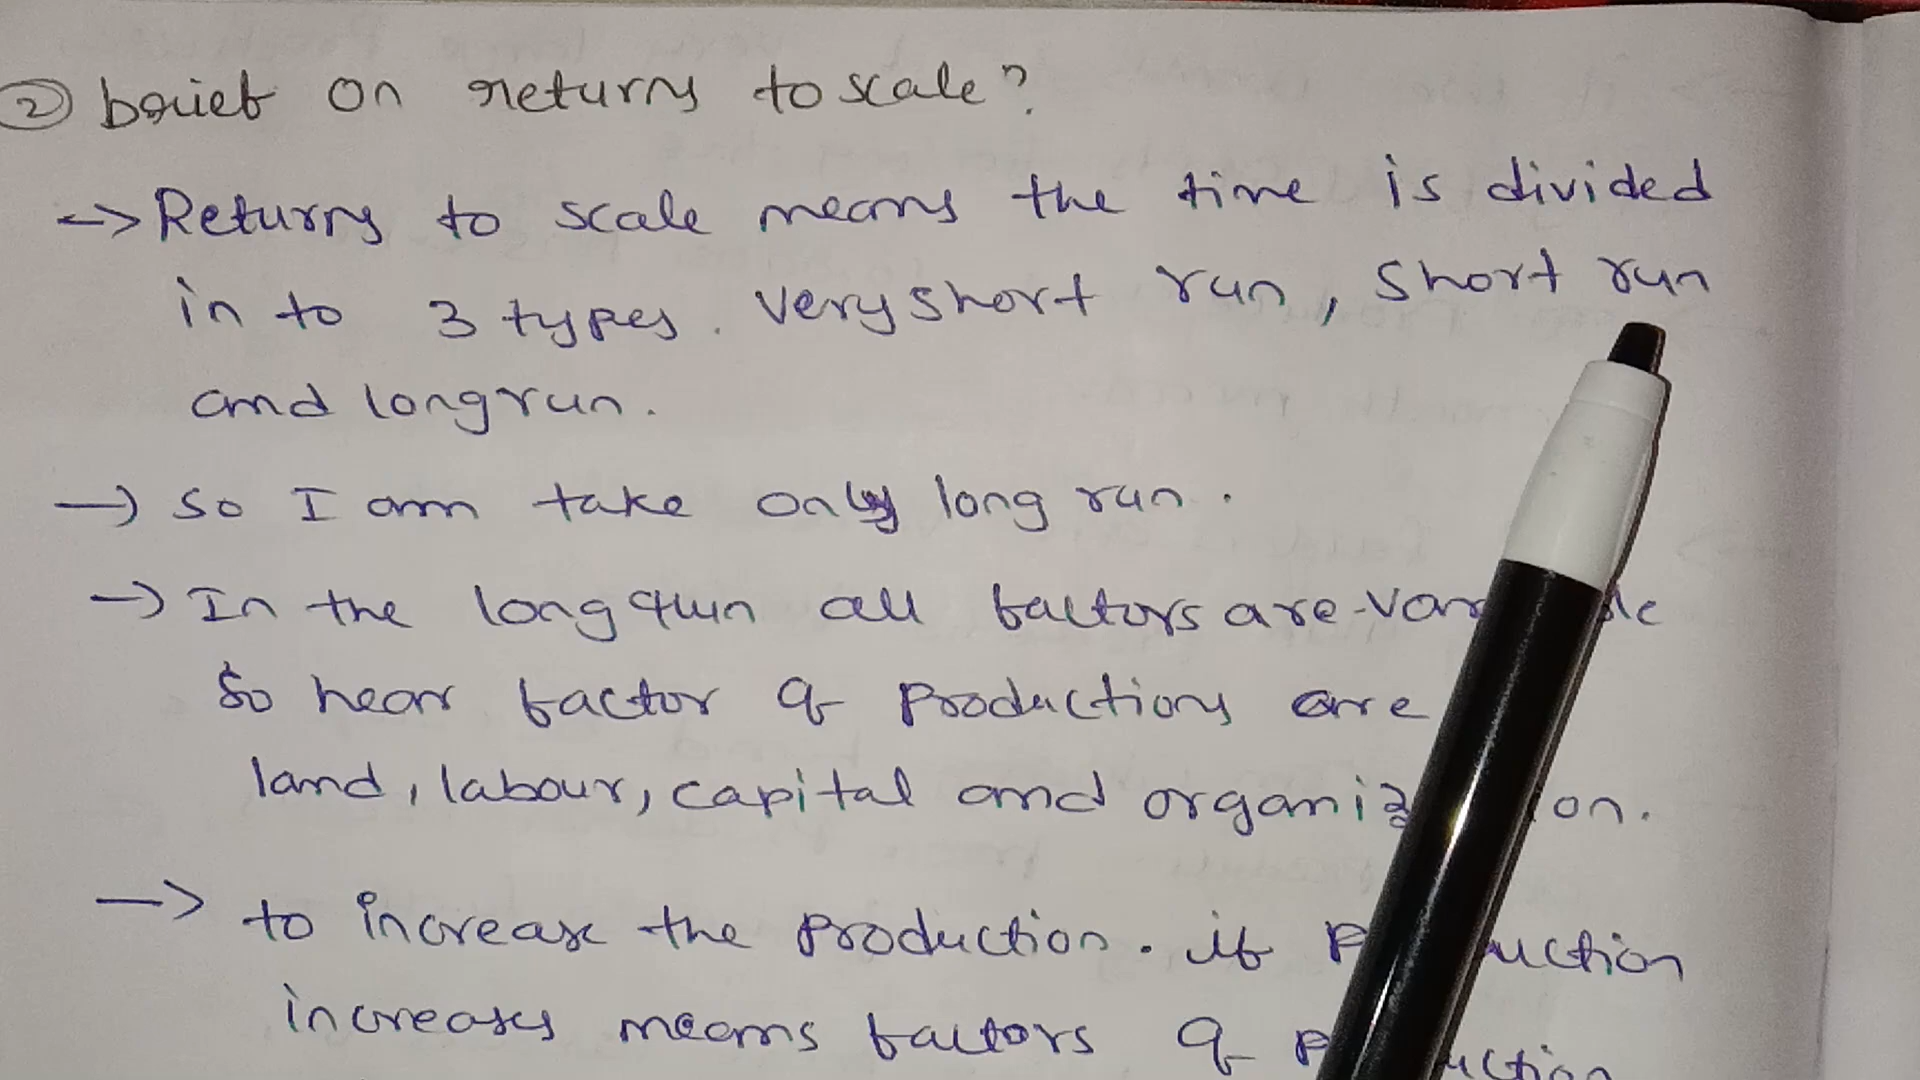 ② brief on returns to scale?
-> Returns to scale means the time is divided
in to 3 types. Very short run, short run
and long run.
-> so I am take only long run.
-> In the long run all factors are
So hear factor of Productions are
land, labour, capital and
-> to increase the production. if
increases means factors of